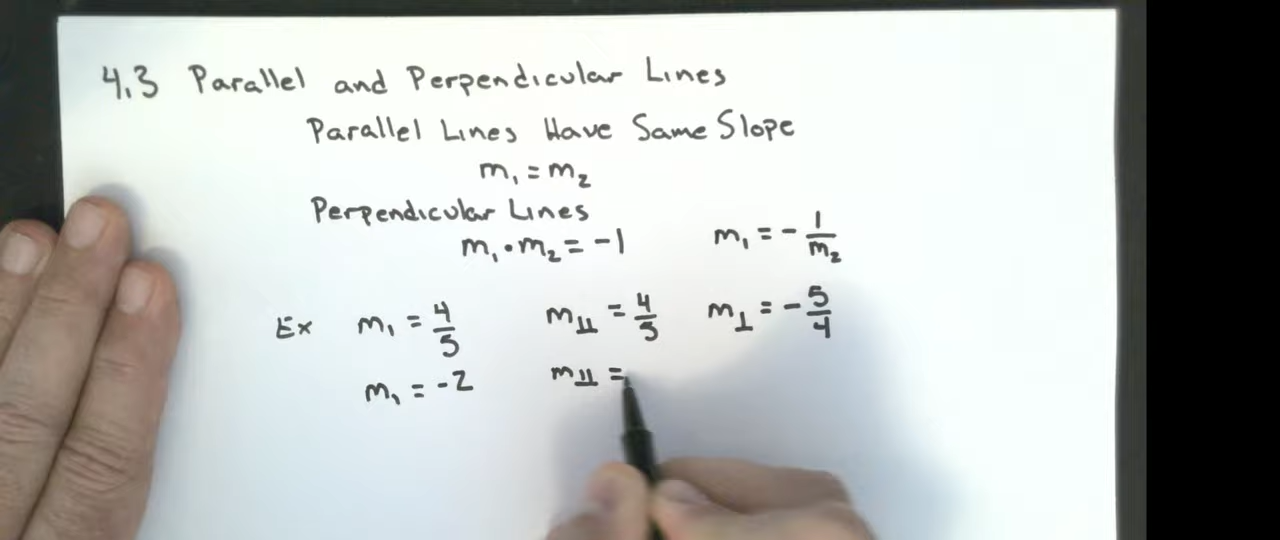 4.3 Parallel and Perpendicular Lines
Parallel Lines Have Same Slope
m₁ = m₂
Perpendicular Lines
m₁ • m₂ = -1 m₁ = - 1/m₂
Ex m₁ = 4/5 m⊥⊥ = 4/5 m⊥ = - 5/4
m₁ = -2 m⊥⊥ =